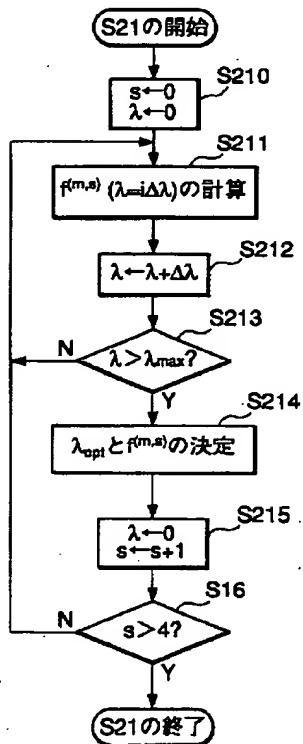 S21の開始
S210
s←0
λ←0
S211
f(m,s) (λ=iΔλ)の計算
S212
λ←λ+Δλ
S213
N
λ>λmax?
Y
S214
λoptとf(m,s)の決定
S215
λ←0
s←s+1
S16
N
s>4?
Y
S21の終了